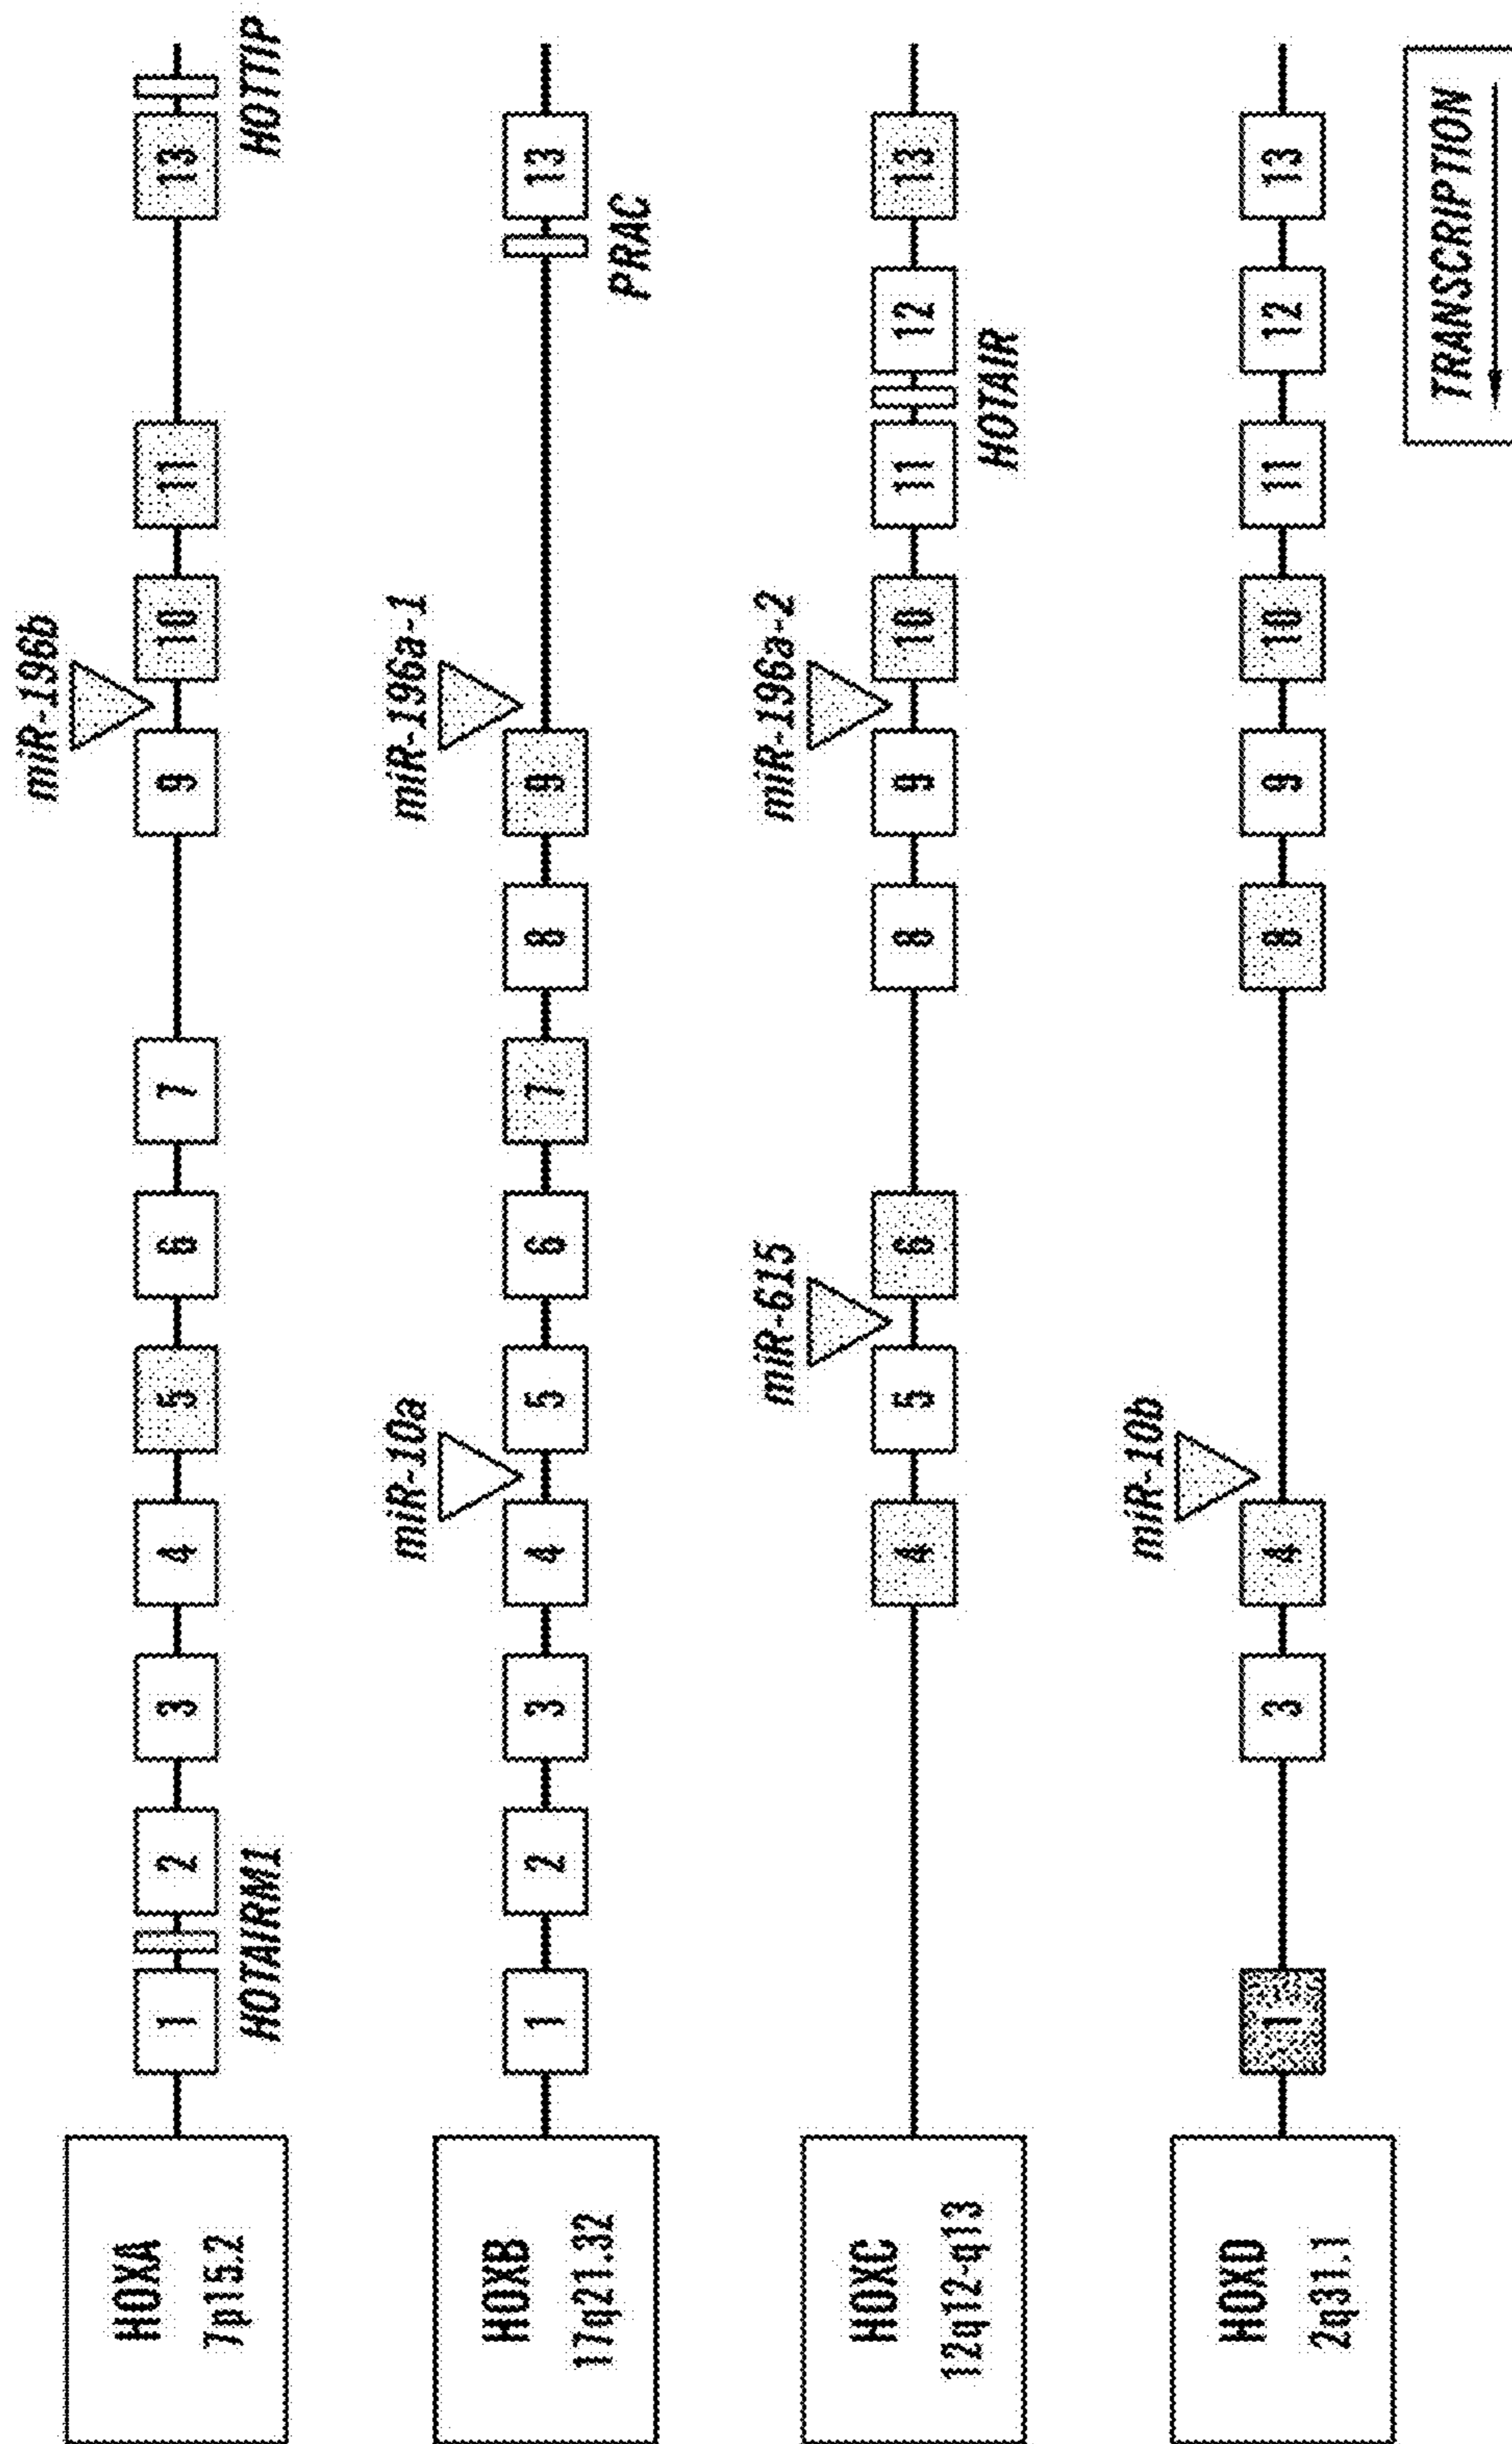 miR-196b
HOXA
7p15.2
1
2
3
4
5
6
7
9
10
11
13
HOTAIRM1
HOTTIP
miR-10a
miR-196a-1
HOXB
17q21.32
1
2
3
4
5
6
7
8
9
13
PRAC
miR-615
miR-196a-2
HOXC
12q12-q13
4
5
6
8
9
10
11
12
13
HOTAIR
miR-10b
HOXD
2q31.1
1
3
4
8
9
10
11
12
13
TRANSCRIPTION